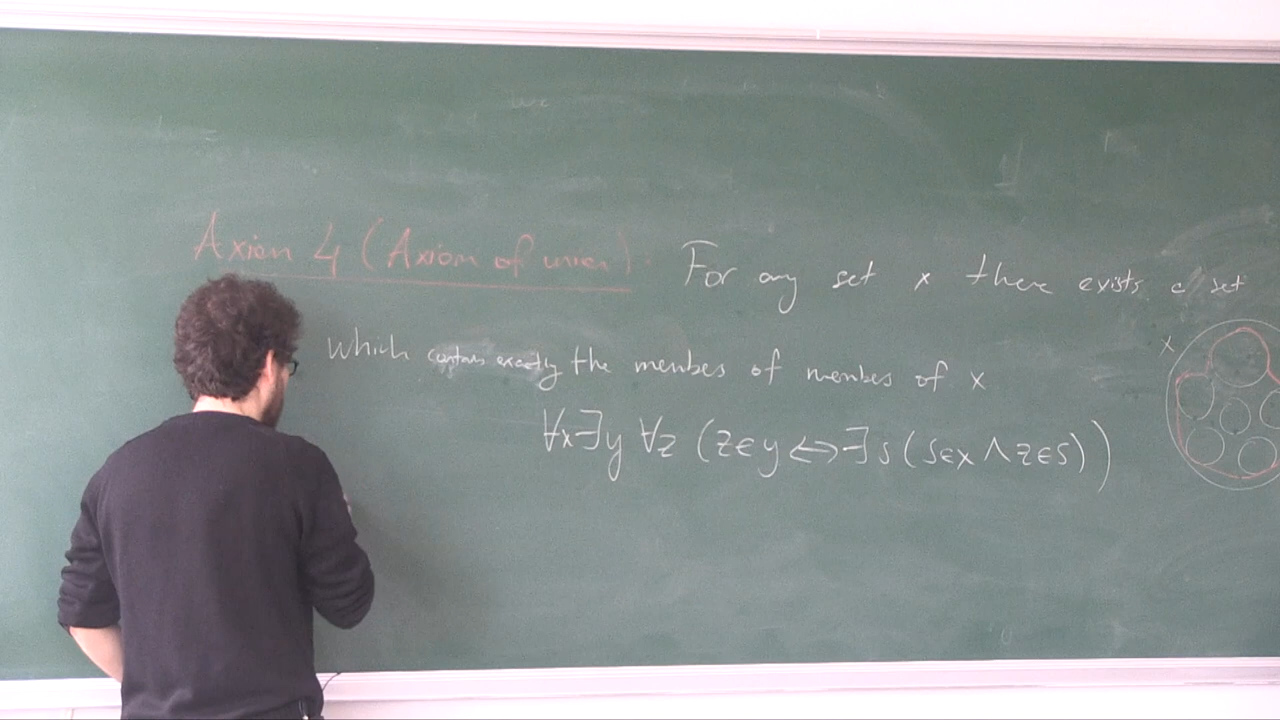 Axiom 4 (Axiom of union). For any set x there exists a set
which contains exactly the members of members of x
x
∀x∃y ∀z (z∈y ⇔ ∃s(s∈x ∧ z∈s))